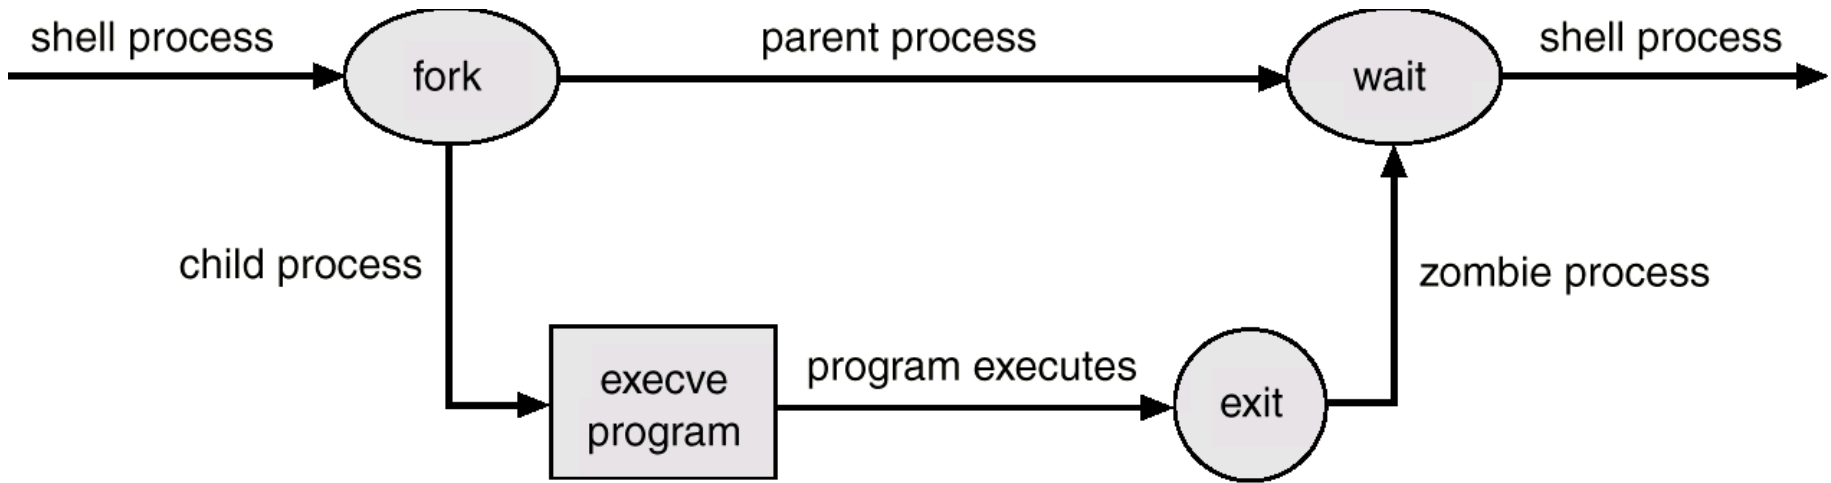 shell process
fork
parent process
wait
shell process
child process
zombie process
execve
program
program executes
exit